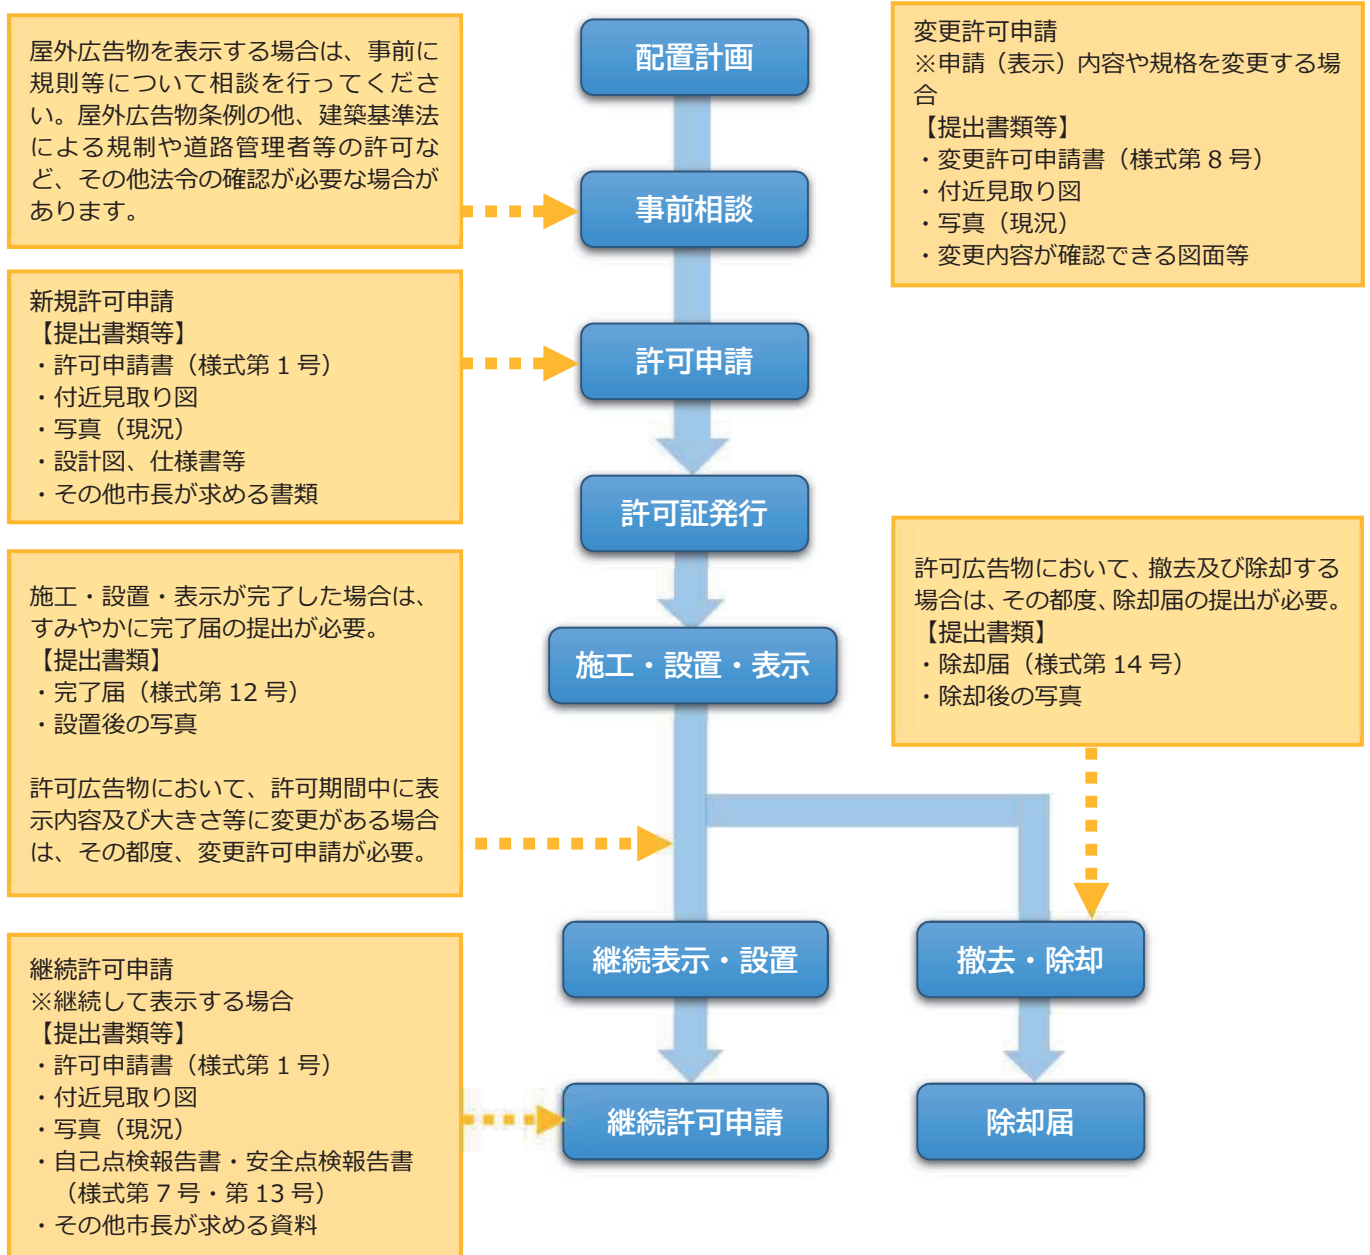 屋外広告物を表示する場合は、事前に
規則等について相談を行ってくださ
い。屋外広告物条例の他、建築基準法
による規制や道路管理者等の許可な
ど、その他法令の確認が必要な場合が
あります。
配置計画
事前相談
変更許可申請
※申請（表示）内容や規格を変更する場
合
【提出書類等】
・変更許可申請書（様式第 8 号）
・付近見取り図
・写真（現況）
・変更内容が確認できる図面等
新規許可申請
【提出書類等】
・許可申請書（様式第 1 号）
・付近見取り図
・写真（現況）
・設計図、仕様書等
・その他市長が求める書類
許可申請
許可証発行
施工・設置・表示が完了した場合は、
すみやかに完了届の提出が必要。
【提出書類】
・完了届（様式第 12 号）
・設置後の写真
許可広告物において、許可期間中に表
示内容及び大きさ等に変更がある場合
は、その都度、変更許可申請が必要。
施工・設置・表示
許可広告物において、撤去及び除却する
場合は、その都度、除却届の提出が必要。
【提出書類】
・除却届（様式第 14 号）
・除却後の写真
継続表示・設置
撤去・除却
継続許可申請
※継続して表示する場合
【提出書類等】
・許可申請書（様式第 1 号）
・付近見取り図
・写真（現況）
・自己点検報告書・安全点検報告書
（様式第 7 号・第 13 号）
・その他市長が求める資料
継続許可申請
除却届